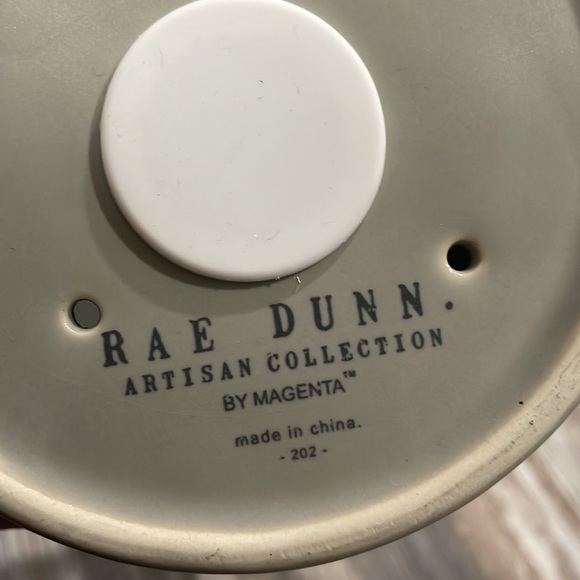 RAE DUNN.
ARTISAN COLLECTION
BY MAGENTA™
made in china.
- 202 -